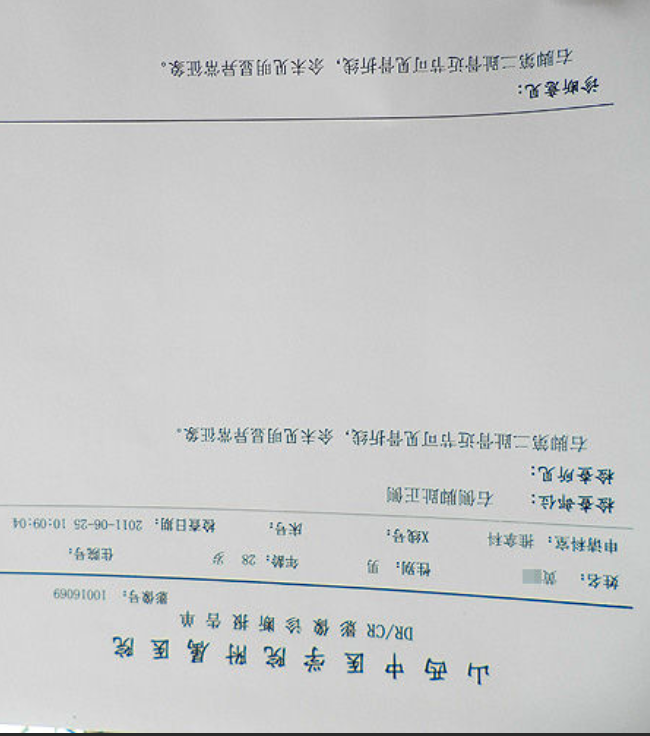 山西中医学院附属医院
DR/CR影像诊断报告单
影像号：10016069
姓名：黄 性别：男 年龄：28 岁 住院号：
申请科室：推拿科 X线号： 床号： 检查日期：2011-06-25 10:09:04
检查部位：右侧脚趾正侧
检查所见：
右脚第二趾骨近节可见骨折线，余未见明显异常征象。
诊断意见：
右脚第二趾骨近节可见骨折线，余未见明显异常征象。